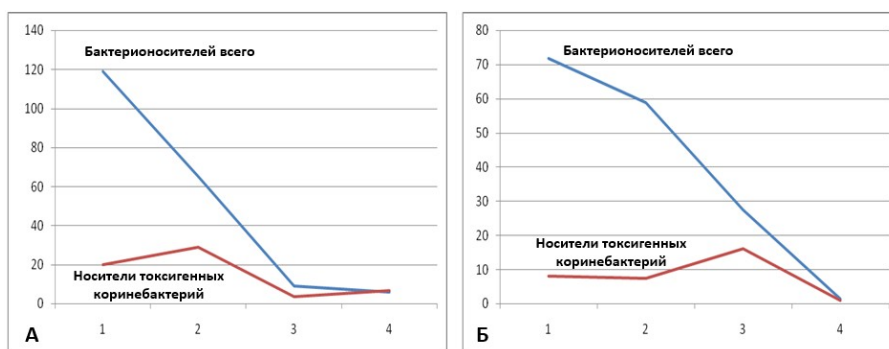 140
120
100
80
60
40
20
0
Бактерионосителей всего
Носители токсигенных
коринебактерий
1 2 3 4
А
80
70
60
50
40
30
20
10
0
Бактерионосителей всего
Носители токсигенных
коринебактерий
1 2 3 4
Б